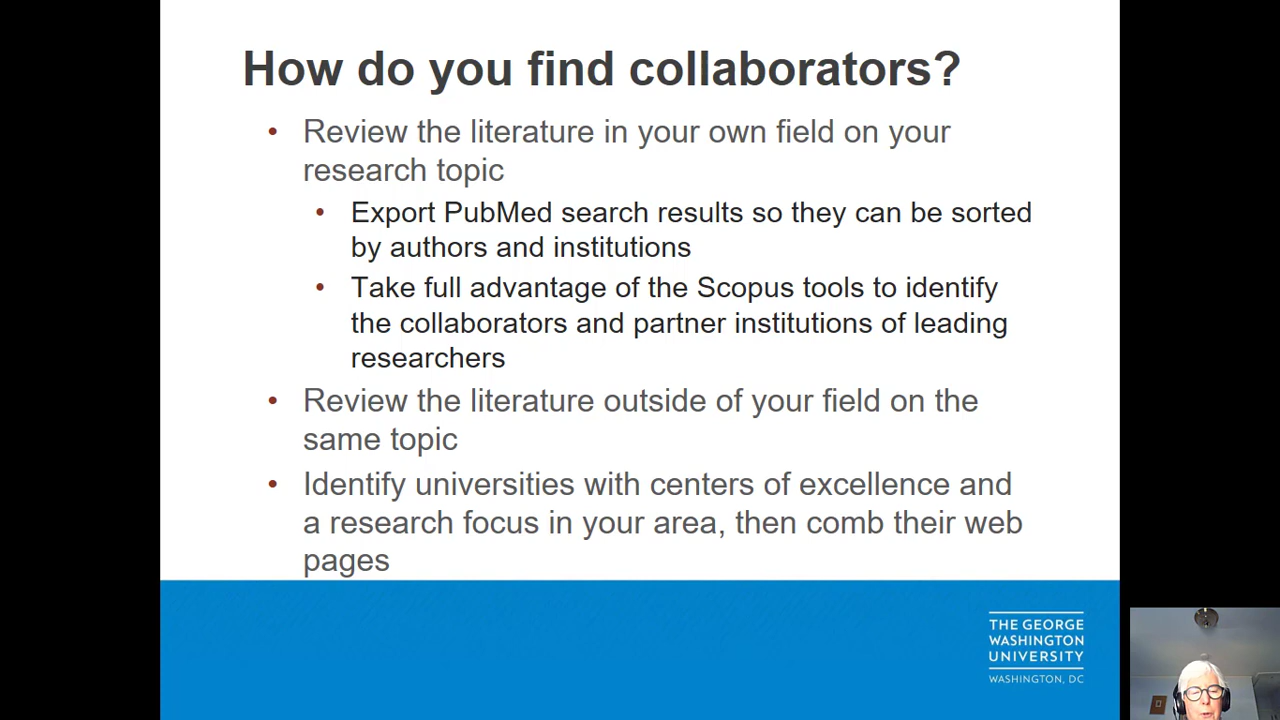 How do you find collaborators?
• Review the literature in your own field on your
research topic
• Export PubMed search results so they can be sorted
by authors and institutions
• Take full advantage of the Scopus tools to identify
the collaborators and partner institutions of leading
researchers
• Review the literature outside of your field on the
same topic
• Identify universities with centers of excellence and
a research focus in your area, then comb their web
pages
THE GEORGE
WASHINGTON
UNIVERSITY
WASHINGTON, DC